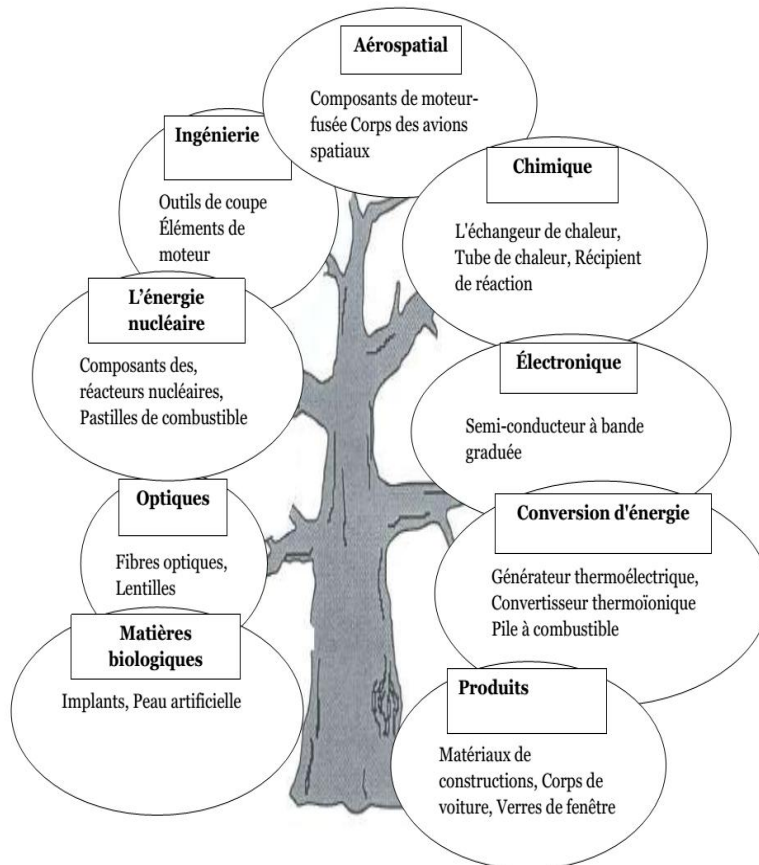 Aérospatial
Composants de moteur-
fusée Corps des avions
spatiaux
Ingénierie
Outils de coupe
Éléments de
moteur
Chimique
L'échangeur de chaleur,
Tube de chaleur, Récipient
de réaction
L'énergie
nucléaire
Composants des,
réacteurs nucléaires,
Pastilles de combustible
Électronique
Semi-conducteur à bande
graduée
Optiques
Fibres optiques,
Lentilles
Conversion d'énergie
Générateur thermoélectrique,
Convertisseur thermoïonique
Pile à combustible
Matières
biologiques
Implants, Peau artificielle
Produits
Matériaux de
constructions, Corps de
voiture, Verres de fenêtre